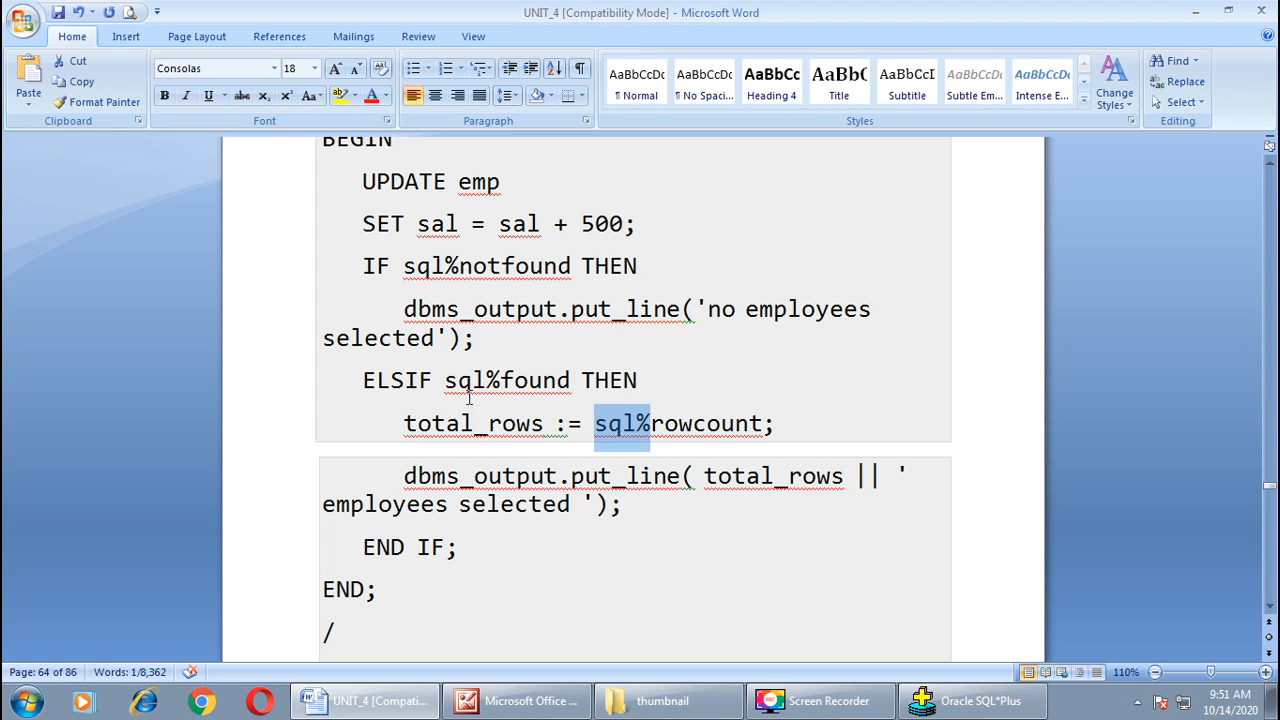 UNIT_4 [Compatibility Mode] - Microsoft Word
Home Insert Page Layout References Mailings Review View
Paste
Cut
Copy
Format Painter
Clipboard
Consolas 18
Font
Paragraph
AaBbCcDc AaBbCcDc AaBbCc AaBb( AaBbCcI AaBbCcDc AaBbCcDc
¶ Normal ¶ No Spaci... Heading 4 Title Subtitle Subtle Em... Intense E...
Change Styles
Styles
Find
Replace
Select
Editing
BEGIN
UPDATE emp
SET sal = sal + 500;
IF sql%notfound THEN
dbms_output.put_line('no employees
selected');
ELSIF sql%found THEN
total_rows := sql%rowcount;
dbms_output.put_line( total_rows || '
employees selected ');
END IF;
END;
/
Page: 64 of 86 Words: 1/8,362 110%
UNIT_4 [Compati... Microsoft Office ... thumbnail Screen Recorder Oracle SQL*Plus
9:51 AM
10/14/2020